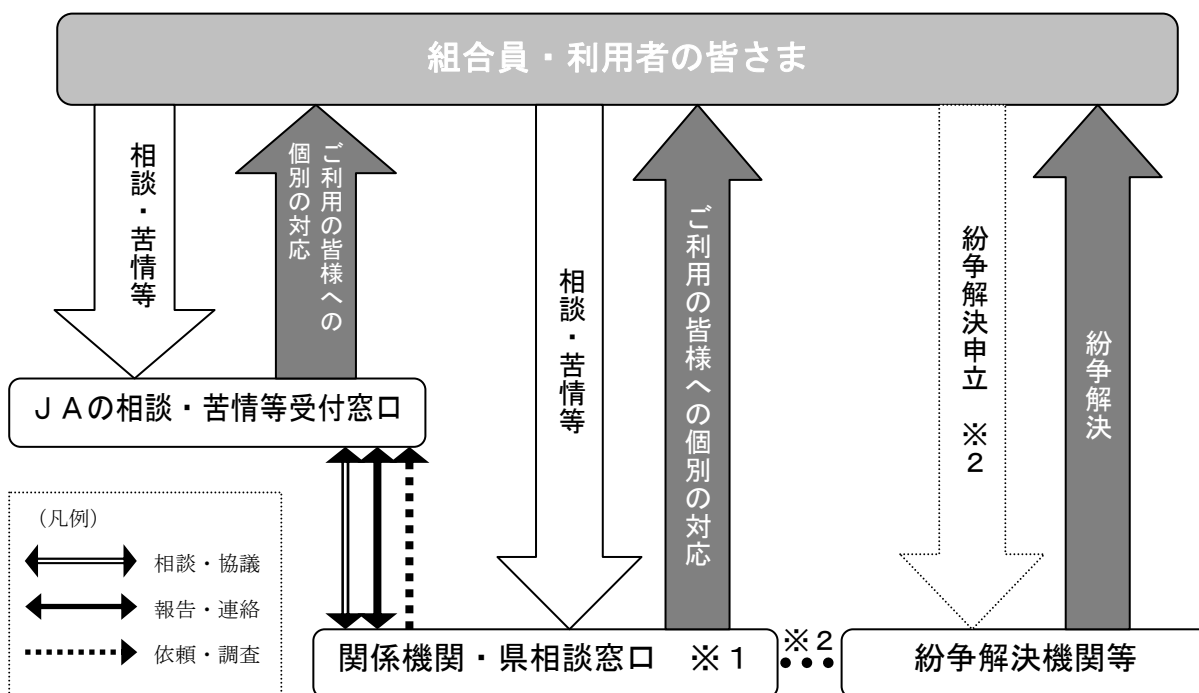 組合員・利用者の皆さま
相談・苦情等
ご利用の皆様への
個別の対応
相談・苦情等
ご利用の皆様への個別の対応
紛争解決申立 ※2
紛争解決
JAの相談・苦情等受付窓口
(凡例)
相談・協議
報告・連絡
依頼・調査
関係機関・県相談窓口 ※1
※2
紛争解決機関等